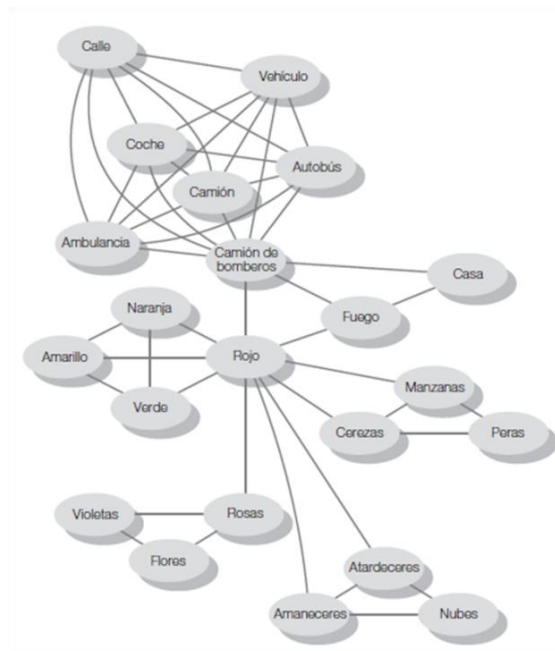 Calle
Vehículo
Coche
Autobús
Camión
Ambulancia
Camión de
bomberos
Casa
Naranja
Fuego
Amarillo
Rojo
Manzanas
Verde
Cerezas
Peras
Violetas
Rosas
Flores
Atardeceres
Amaneceres
Nubes